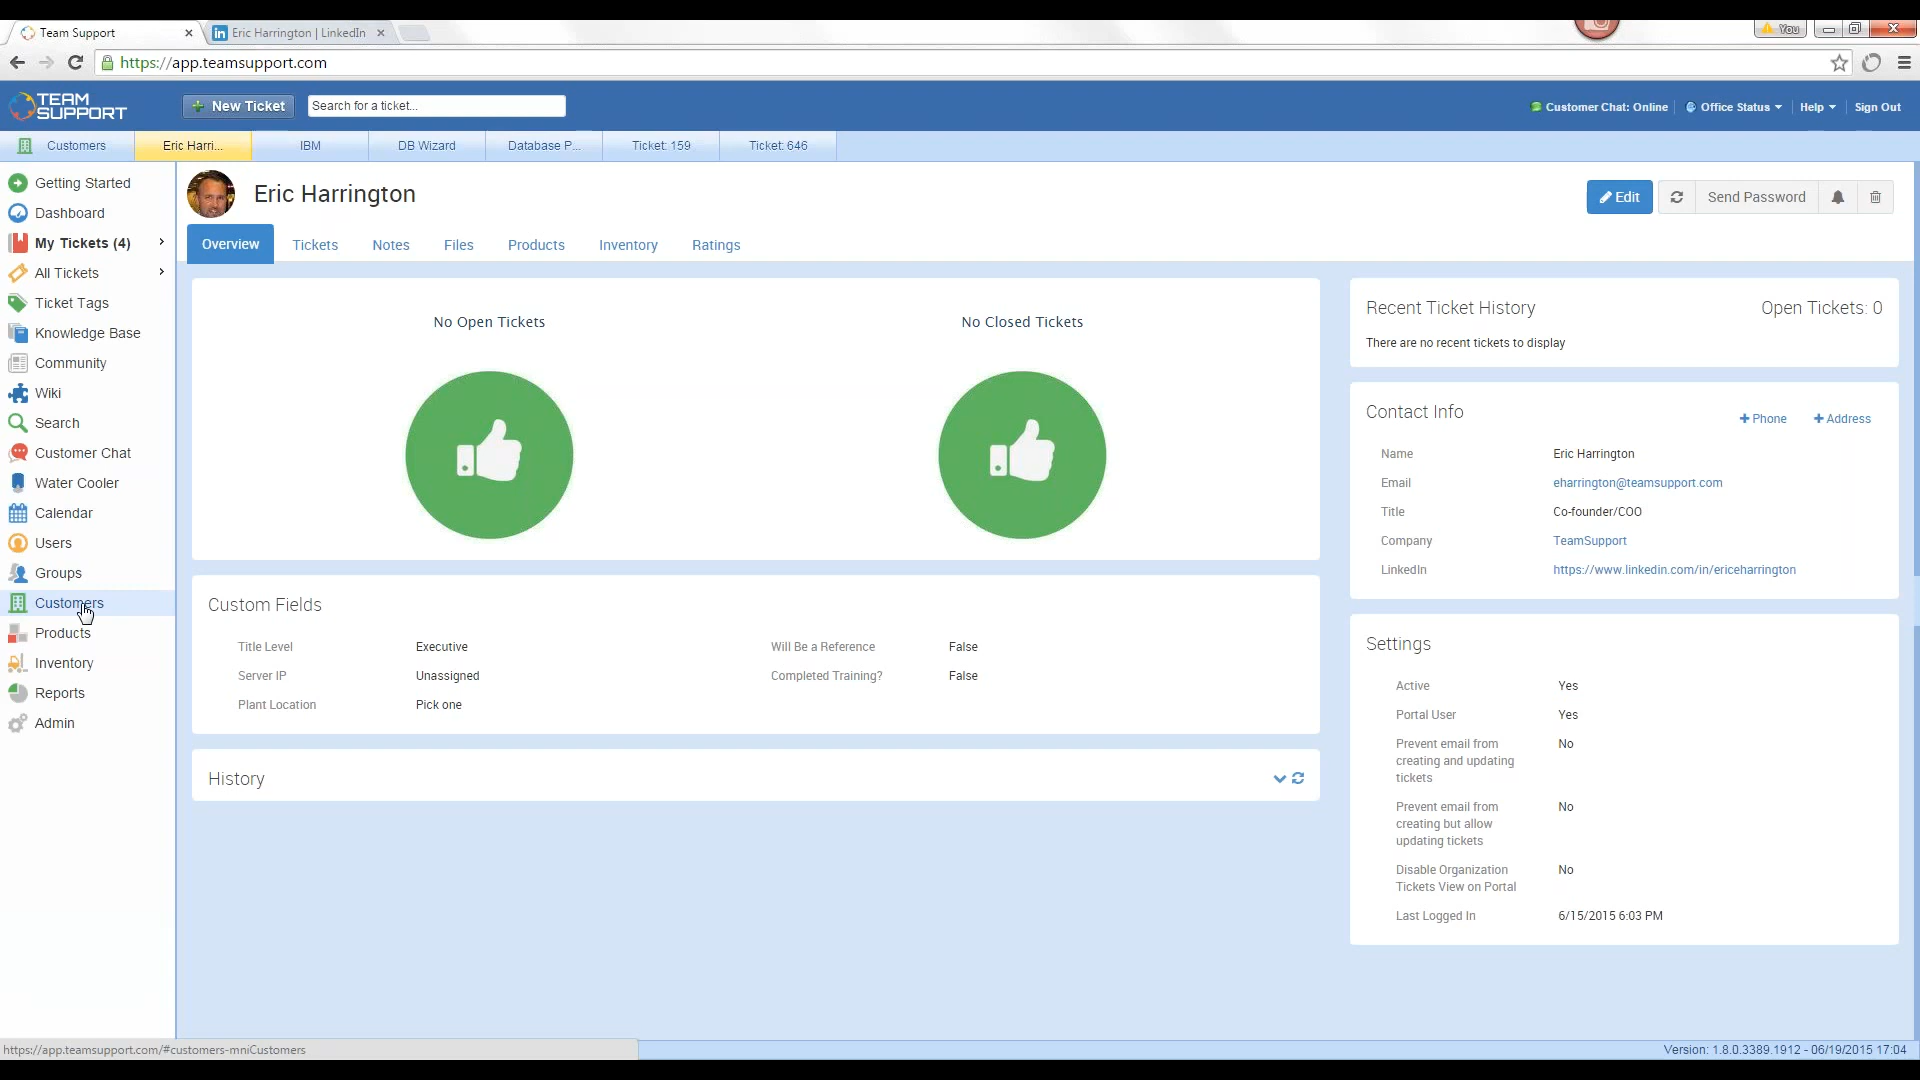 Team Support
Eric Harrington | LinkedIn
You
https://app.teamsupport.com
TEAM
SUPPORT
New Ticket
Search for a ticket...
Customer Chat: Online
Office Status
Help
Sign Out
Customers
Eric Harri...
IBM
DB Wizard
Database P...
Ticket: 159
Ticket: 646
Getting Started
Dashboard
My Tickets (4)
All Tickets
Ticket Tags
Knowledge Base
Community
Wiki
Search
Customer Chat
Water Cooler
Calendar
Users
Groups
Customers
Products
Inventory
Reports
Admin
Eric Harrington
Edit
Send Password
Overview
Tickets
Notes
Files
Products
Inventory
Ratings
No Open Tickets
No Closed Tickets
Custom Fields
Title Level Executive
Will Be a Reference False
Server IP Unassigned
Completed Training? False
Plant Location Pick one
History
Recent Ticket History
Open Tickets: 0
There are no recent tickets to display
Contact Info
Phone
Address
Name Eric Harrington
Email eharrington@teamsupport.com
Title Co-founder/COO
Company TeamSupport
LinkedIn https://www.linkedin.com/in/ericeharrington
Settings
Active Yes
Portal User Yes
Prevent email from No
creating and updating
tickets
Prevent email from No
creating but allow
updating tickets
Disable Organization No
Tickets View on Portal
Last Logged In 6/15/2015 6:03 PM
https://app.teamsupport.com/#customers-mniCustomers
Version: 1.8.0.3389.1912 - 06/19/2015 17:04